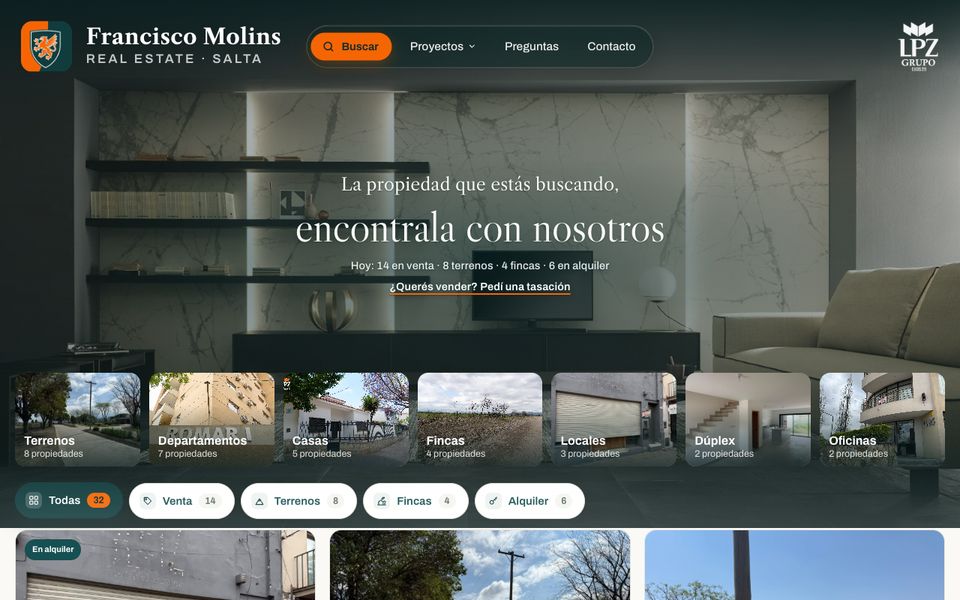 Francisco Molins
REAL ESTATE · SALTA
Buscar
Proyectos
Preguntas
Contacto
LPZ
GRUPO
La propiedad que estás buscando,
encontrala con nosotros
Hoy: 14 en venta · 8 terrenos · 4 fincas · 6 en alquiler
¿Querés vender? Pedí una tasación
Terrenos
8 propiedades
Departamentos
7 propiedades
Casas
5 propiedades
Fincas
4 propiedades
Locales
3 propiedades
Dúplex
2 propiedades
Oficinas
2 propiedades
Todas 32
Venta 14
Terrenos 8
Fincas 4
Alquiler 6
En alquiler